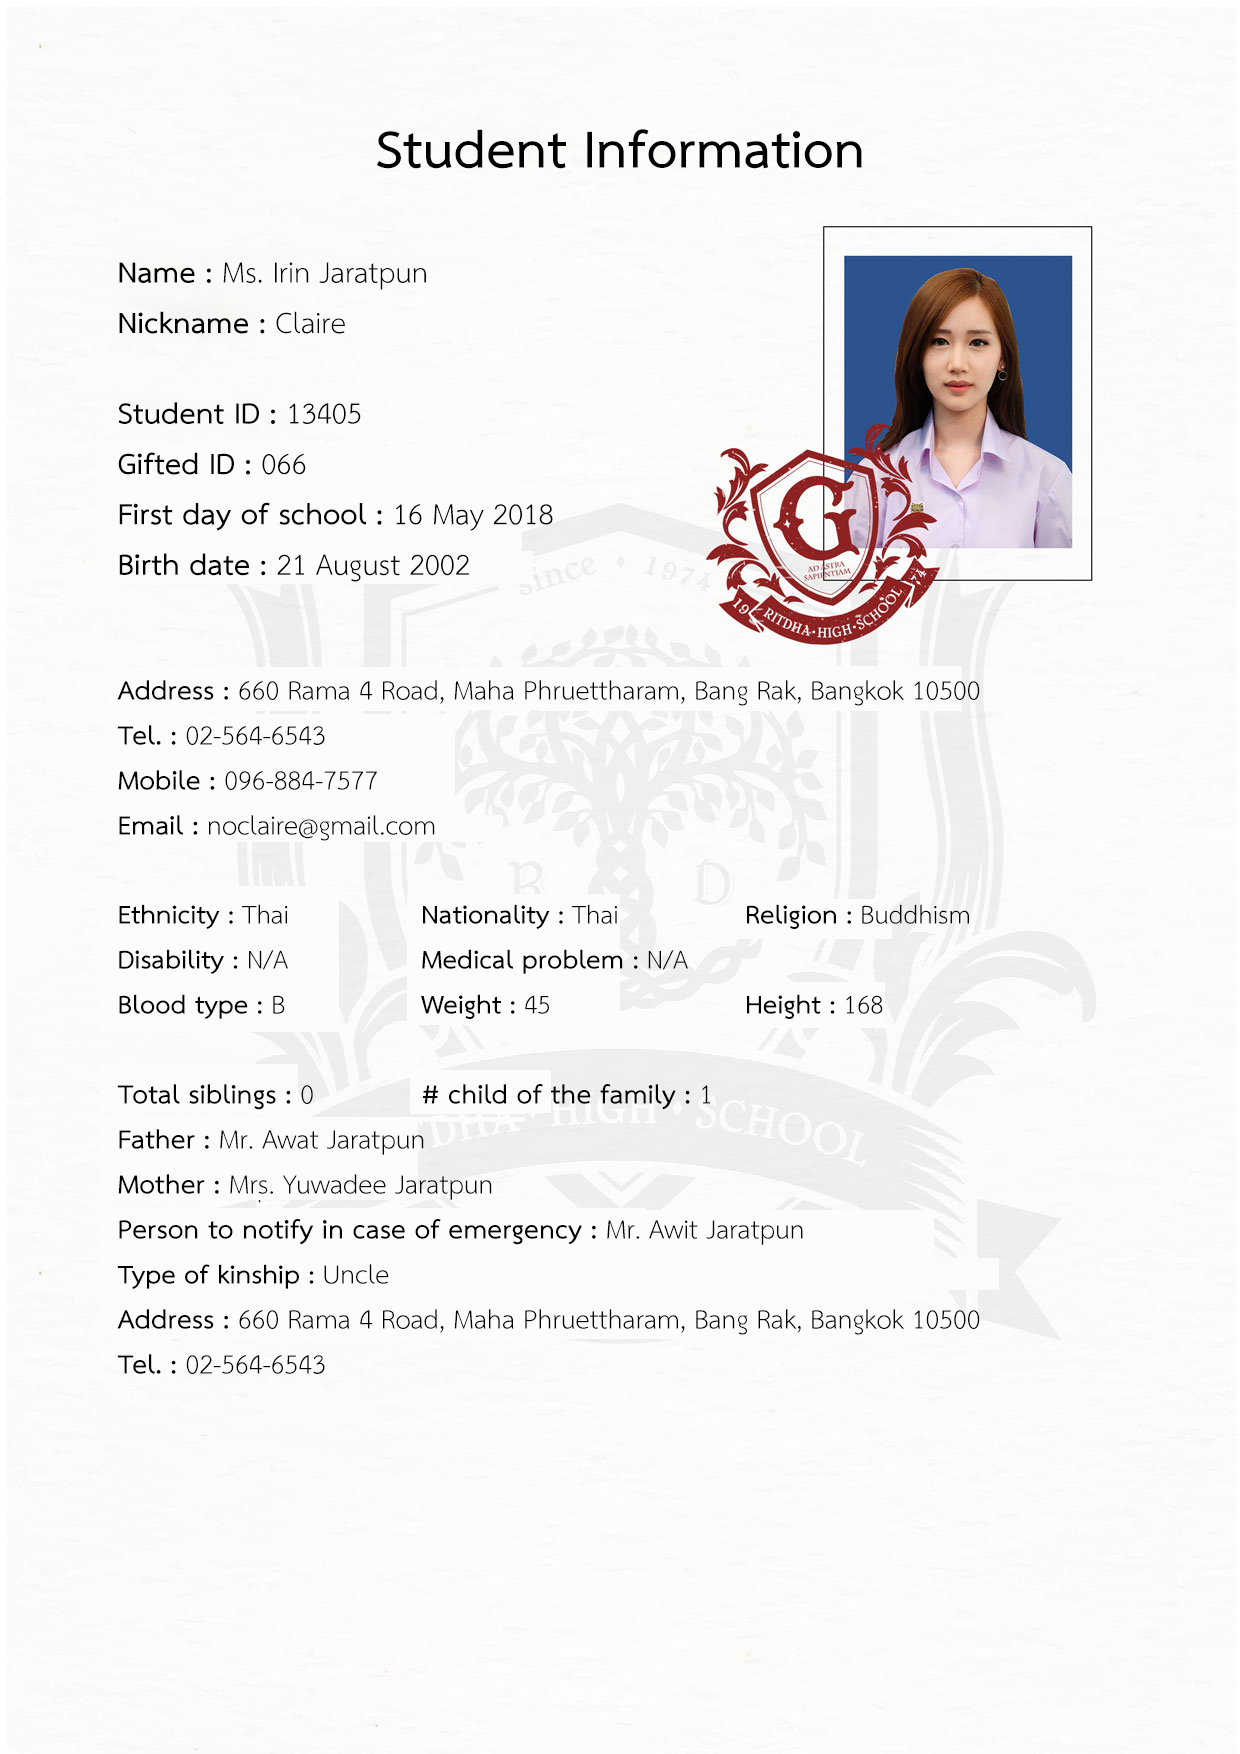 Student Information
Name : Ms. Irin Jaratpun
Nickname : Claire
Student ID : 13405
Gifted ID : 066
First day of school : 16 May 2018
Birth date : 21 August 2002
since • 1974
G
AD ASTRA
SAPIENTIAM
1974
RITDHA•HIGH•SCHOOL
Address : 660 Rama 4 Road, Maha Phruettharam, Bang Rak, Bangkok 10500
Tel. : 02-564-6543
Mobile : 096-884-7577
Email : noclaire@gmail.com
R D
Ethnicity : Thai Nationality : Thai Religion : Buddhism
Disability : N/A Medical problem : N/A
Blood type : B Weight : 45 Height : 168
Total siblings : 0 # child of the family : 1
DHA • HIGH • SCHOOL
Father : Mr. Awat Jaratpun
Mother : Mrs. Yuwadee Jaratpun
Person to notify in case of emergency : Mr. Awit Jaratpun
Type of kinship : Uncle
Address : 660 Rama 4 Road, Maha Phruettharam, Bang Rak, Bangkok 10500
Tel. : 02-564-6543